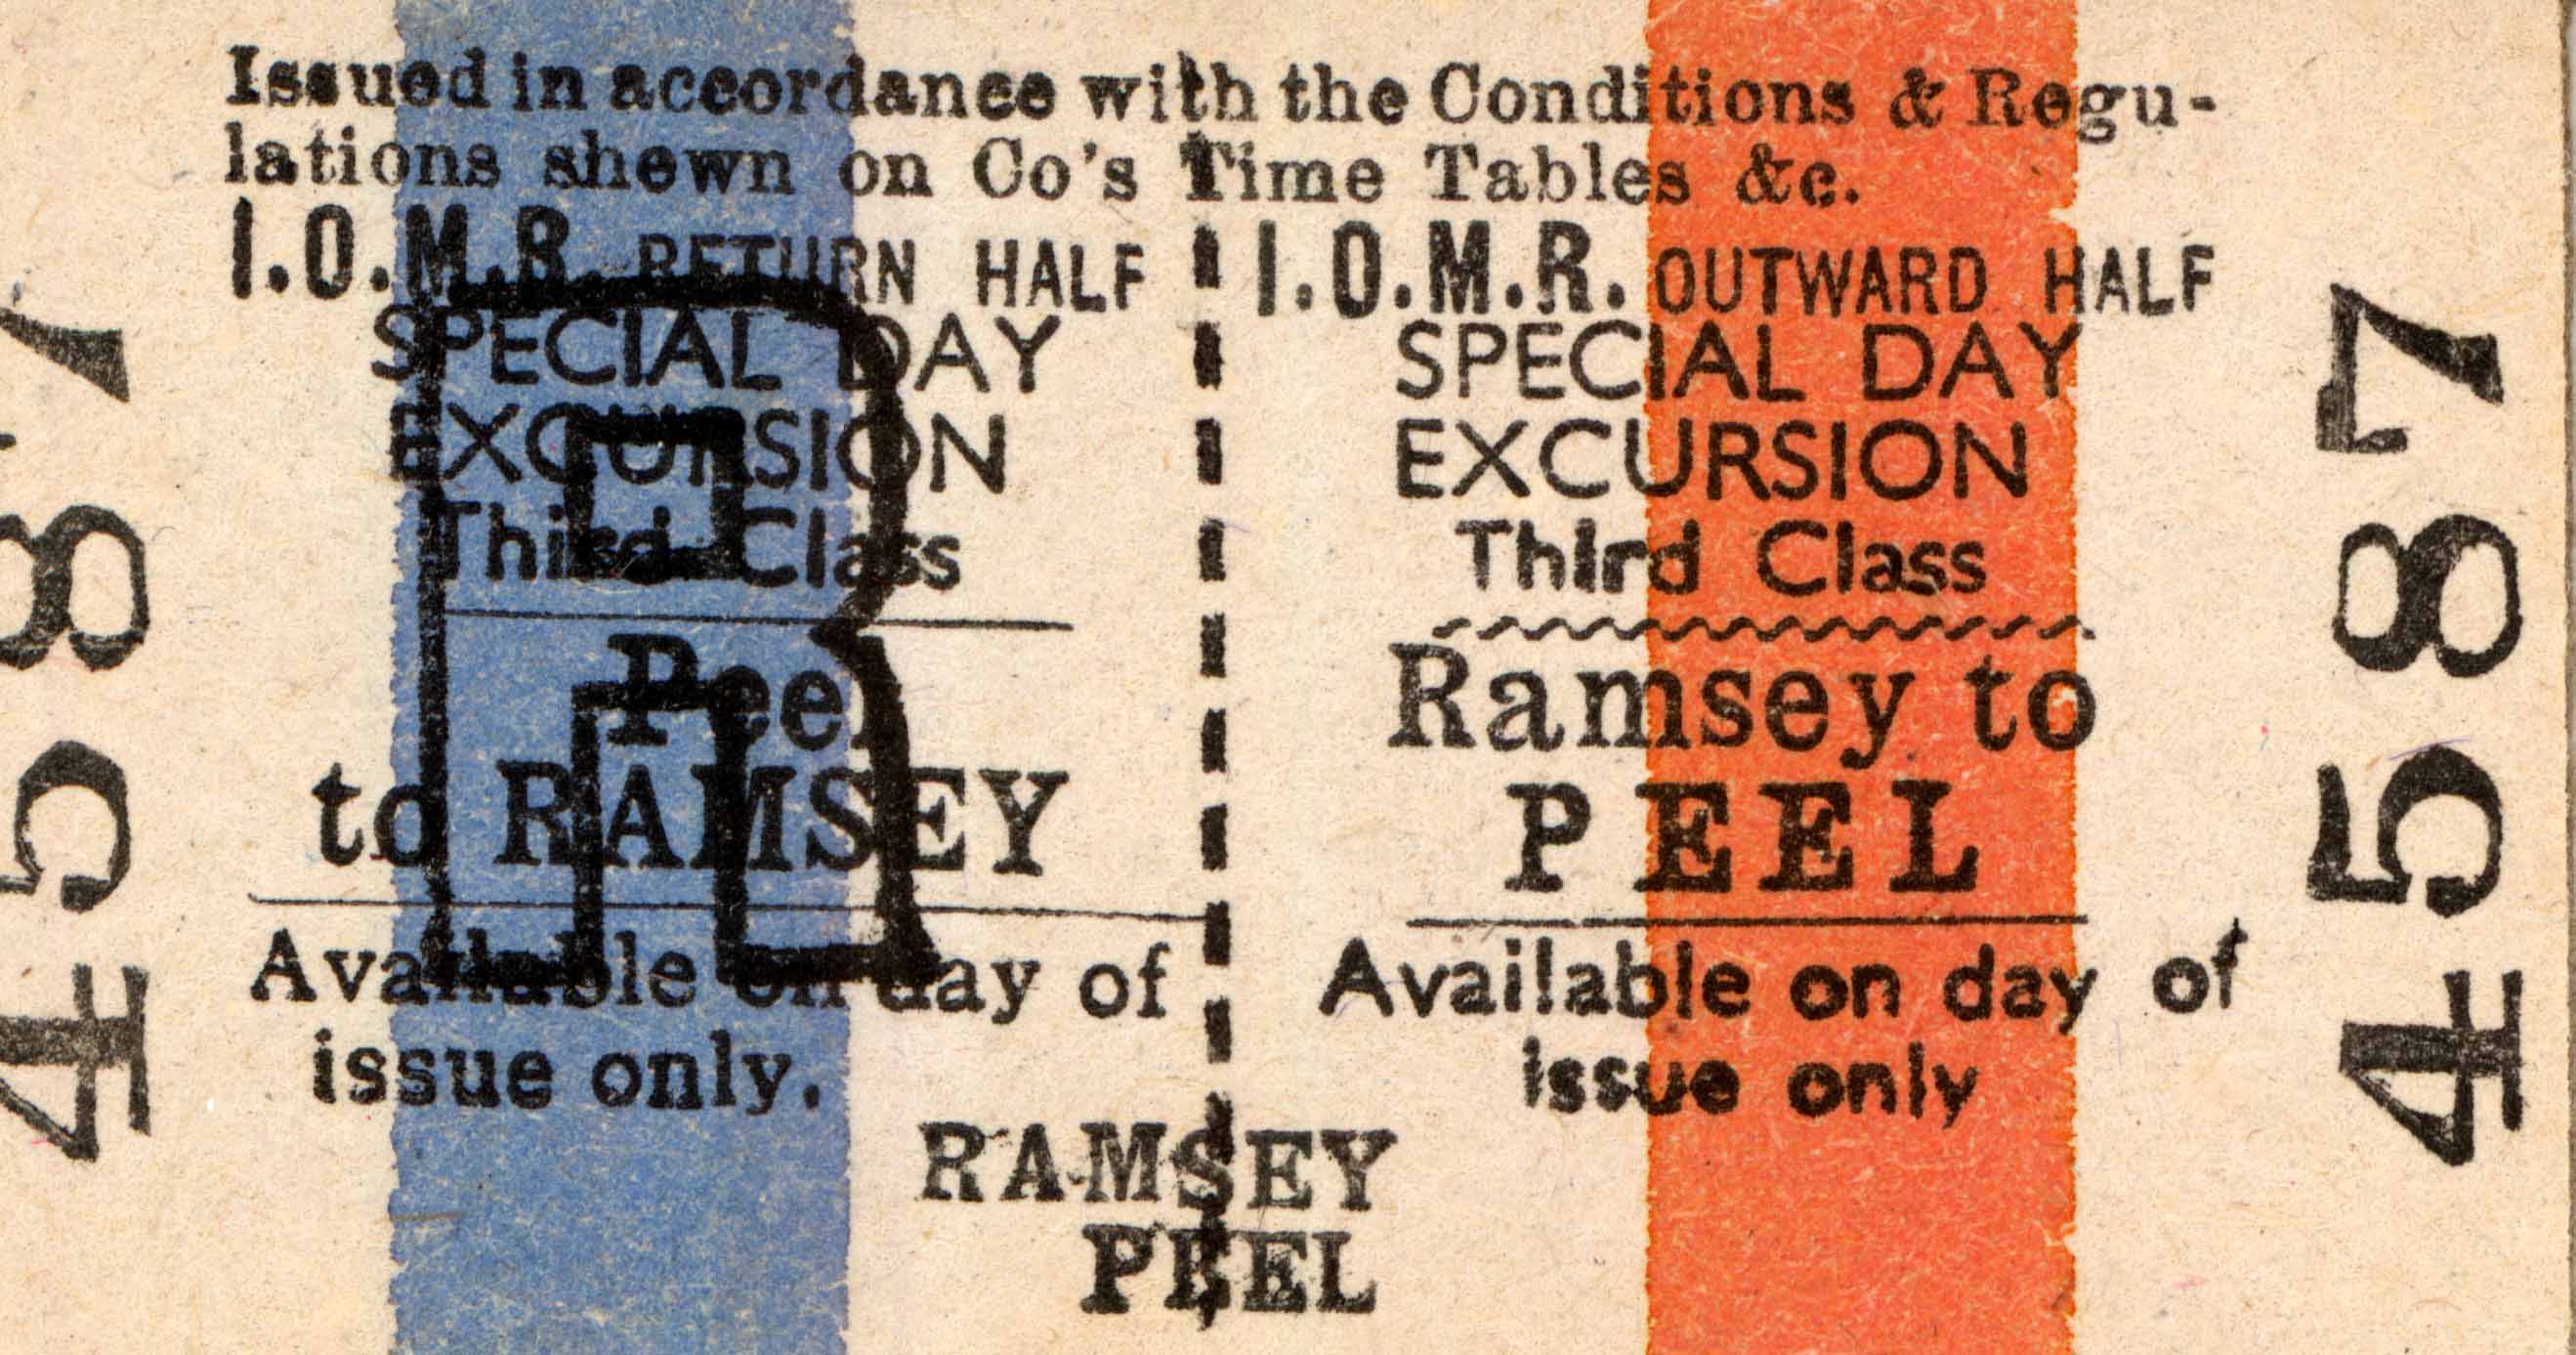 Issued in accordance with the Conditions & Regu-
lations shewn on Co's Time Tables &c.
I.O.M.R. RETURN HALF
SPECIAL DAY
EXCURSION
Third Class
Peel
to RAMSEY
Available on day of
issue only.
I.O.M.R. OUTWARD HALF
SPECIAL DAY
EXCURSION
Third Class
Ramsey to
PEEL
Available on day of
issue only
RAMSEY
PEEL
R
4587
4587